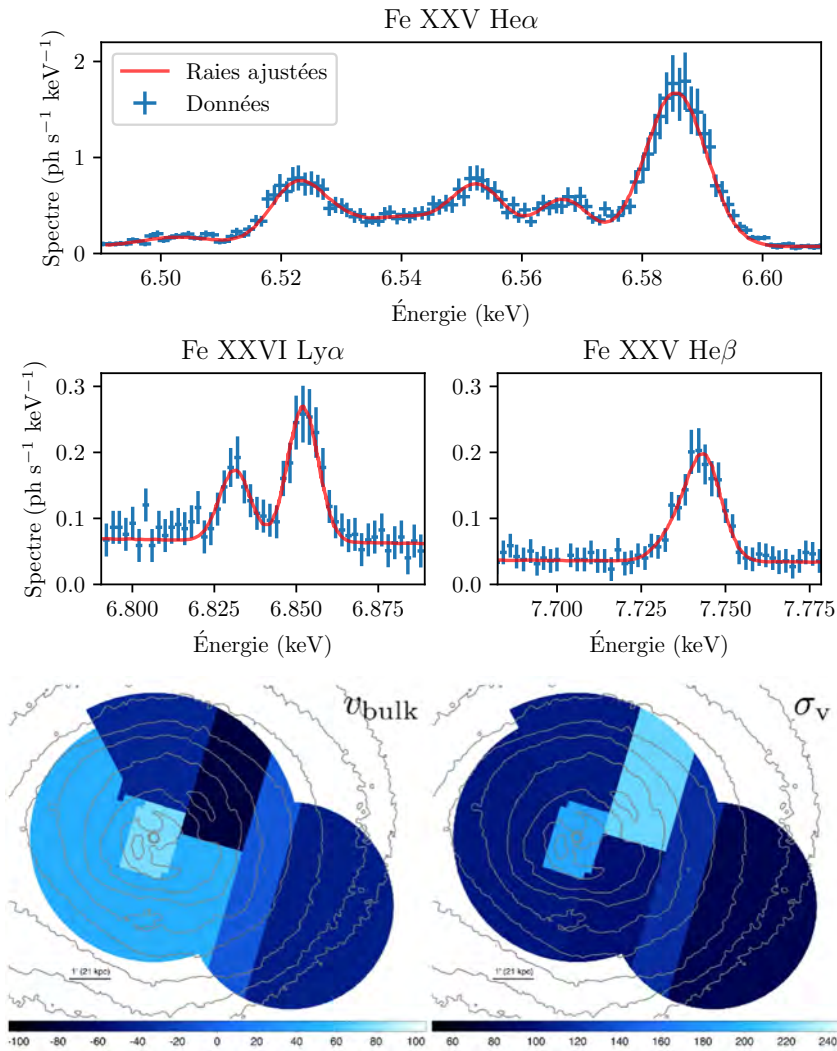 Fe XXV Heα
Spectre (ph s⁻¹ keV⁻¹)
2
1
0
Raies ajustées
Données
6.50 6.52 6.54 6.56 6.58 6.60
Énergie (keV)
Fe XXVI Lyα
Fe XXV Heβ
Spectre (ph s⁻¹ keV⁻¹)
0.3
0.2
0.1
0.0
6.800 6.825 6.850 6.875
Énergie (keV)
0.3
0.2
0.1
0.0
7.700 7.725 7.750 7.775
Énergie (keV)
v_bulk
σ_v
1' (21 kpc)
1' (21 kpc)
-100 -80 -60 -40 -20 0 20 40 60 80 100
60 80 100 120 140 160 180 200 220 240